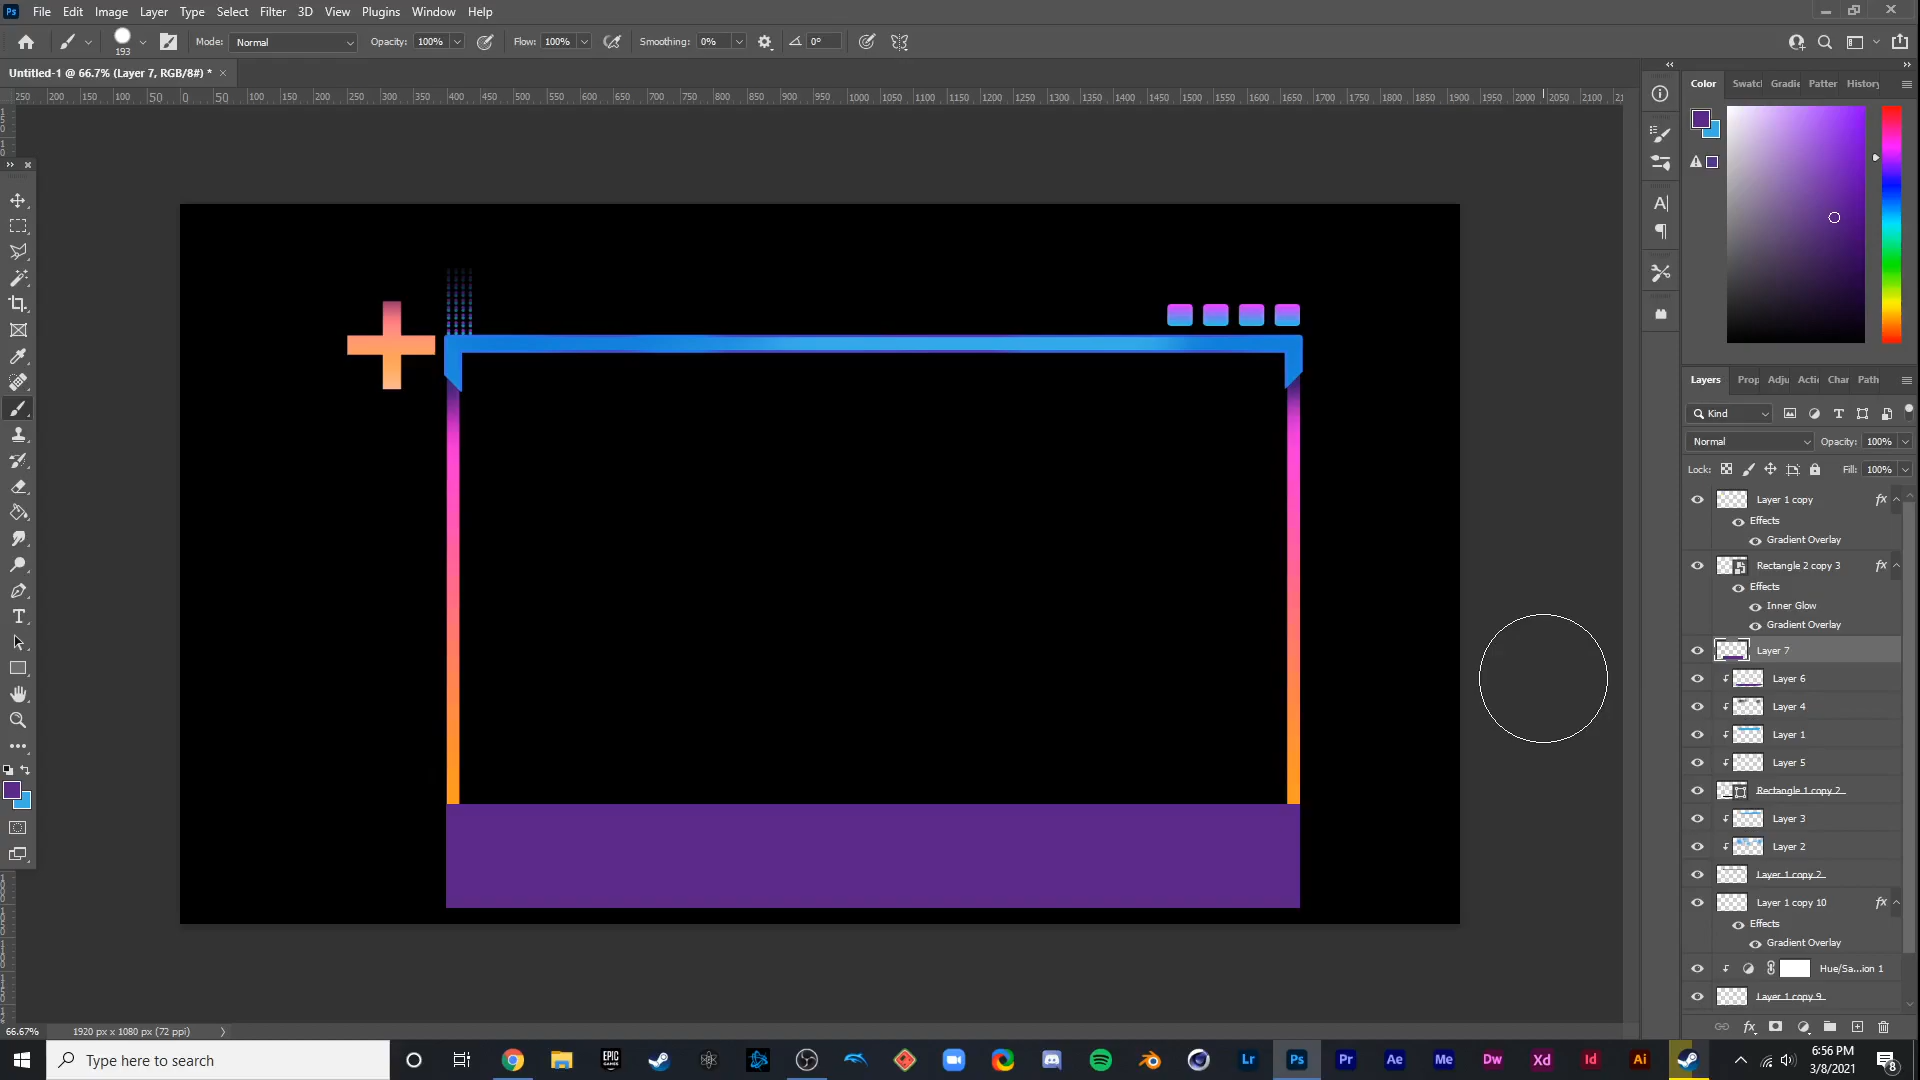 Ps File Edit Image Layer Type Select Filter 3D View Plugins Window Help
193 Mode: Normal Opacity: 100% Flow: 100% Smoothing: 0% 0°
Untitled-1 @ 66.7% (Layer 7, RGB/8#) * ×
250 200 150 100 50 0 50 100 150 200 250 300 350 400 450 500 550 600 650 700 750 800 850 900 950 1000 1050 1100 1150 1200 1250 1300 1350 1400 1450 1500 1550 1600 1650 1700 1750 1800 1850 1900 1950 2000 2050 2100
Color Swatc Gradie Patter History
Layers Prop Adju Actic Char Path
Kind
Normal Opacity: 100%
Lock: Fill: 100%
Layer 1 copy fx
Effects
Gradient Overlay
Rectangle 2 copy 3 fx
Effects
Inner Glow
Gradient Overlay
Layer 7
Layer 6
Layer 4
Layer 1
Layer 5
Rectangle 1 copy 2
Layer 3
Layer 2
Layer 1 copy 2
Layer 1 copy 10 fx
Effects
Gradient Overlay
Hue/Sa...ion 1
Layer 1 copy 9
66.67% 1920 px x 1080 px (72 ppi)
Type here to search
EPIC GAMES
Lr Ps Pr Ae Me Dw Xd Id Ai
6:56 PM
3/8/2021
8